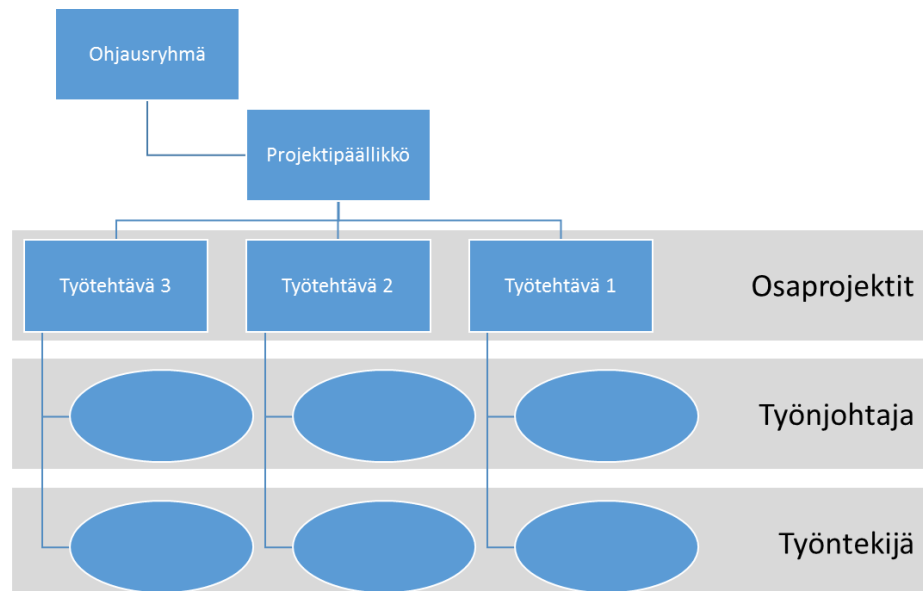 Ohjausryhmä
Projektipäällikkö
Työtehtävä 3
Työtehtävä 2
Työtehtävä 1
Osaprojektit
Työnjohtaja
Työntekijä